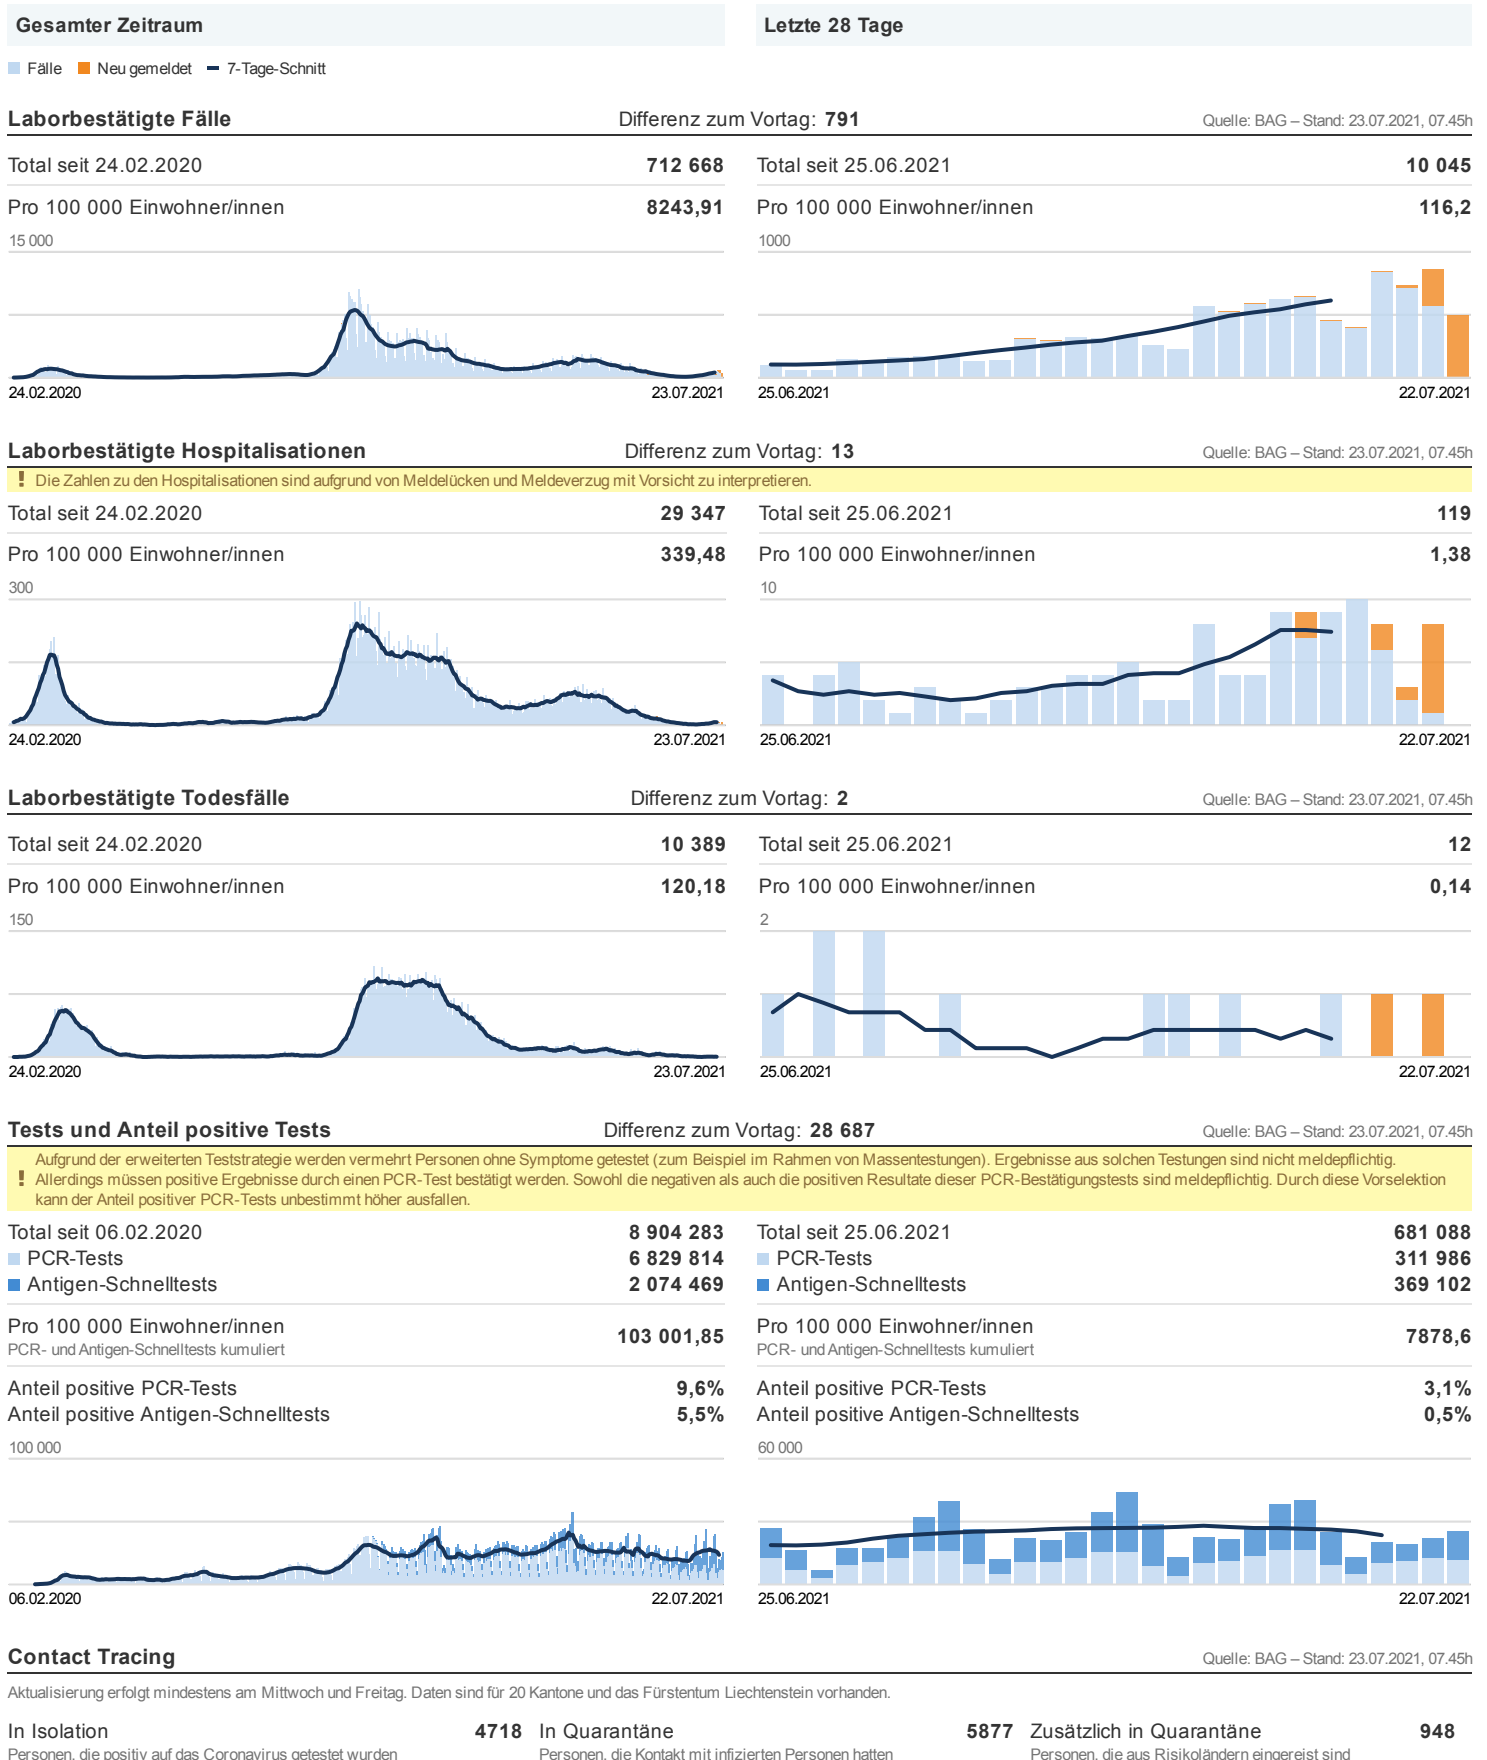 Gesamter Zeitraum
Letzte 28 Tage
Fälle Neu gemeldet 7-Tage-Schnitt
Laborbestätigte Fälle Differenz zum Vortag: 791 Quelle: BAG – Stand: 23.07.2021, 07.45h
Total seit 24.02.2020 712 668
Pro 100 000 Einwohner/innen 8243,91
15 000
24.02.2020 23.07.2021
Total seit 25.06.2021 10 045
Pro 100 000 Einwohner/innen 116,2
1000
25.06.2021 22.07.2021
Laborbestätigte Hospitalisationen Differenz zum Vortag: 13 Quelle: BAG – Stand: 23.07.2021, 07.45h
! Die Zahlen zu den Hospitalisationen sind aufgrund von Meldelücken und Meldeverzug mit Vorsicht zu interpretieren.
Total seit 24.02.2020 29 347
Pro 100 000 Einwohner/innen 339,48
300
24.02.2020 23.07.2021
Total seit 25.06.2021 119
Pro 100 000 Einwohner/innen 1,38
10
25.06.2021 22.07.2021
Laborbestätigte Todesfälle Differenz zum Vortag: 2 Quelle: BAG – Stand: 23.07.2021, 07.45h
Total seit 24.02.2020 10 389
Pro 100 000 Einwohner/innen 120,18
150
24.02.2020 23.07.2021
Total seit 25.06.2021 12
Pro 100 000 Einwohner/innen 0,14
2
25.06.2021 22.07.2021
Tests und Anteil positive Tests Differenz zum Vortag: 28 687 Quelle: BAG – Stand: 23.07.2021, 07.45h
Aufgrund der erweiterten Teststrategie werden vermehrt Personen ohne Symptome getestet (zum Beispiel im Rahmen von Massentestungen). Ergebnisse aus solchen Testungen sind nicht meldepflichtig.
! Allerdings müssen positive Ergebnisse durch einen PCR-Test bestätigt werden. Sowohl die negativen als auch die positiven Resultate dieser PCR-Bestätigungstests sind meldepflichtig. Durch diese Vorselektion
kann der Anteil positiver PCR-Tests unbestimmt höher ausfallen.
Total seit 06.02.2020 8 904 283
PCR-Tests 6 829 814
Antigen-Schnelltests 2 074 469
Pro 100 000 Einwohner/innen 103 001,85
PCR- und Antigen-Schnelltests kumuliert
Anteil positive PCR-Tests 9,6%
Anteil positive Antigen-Schnelltests 5,5%
100 000
06.02.2020 22.07.2021
Total seit 25.06.2021 681 088
PCR-Tests 311 986
Antigen-Schnelltests 369 102
Pro 100 000 Einwohner/innen 7878,6
PCR- und Antigen-Schnelltests kumuliert
Anteil positive PCR-Tests 3,1%
Anteil positive Antigen-Schnelltests 0,5%
60 000
25.06.2021 22.07.2021
Contact Tracing Quelle: BAG – Stand: 23.07.2021, 07.45h
Aktualisierung erfolgt mindestens am Mittwoch und Freitag. Daten sind für 20 Kantone und das Fürstentum Liechtenstein vorhanden.
In Isolation 4718
Personen, die positiv auf das Coronavirus getestet wurden
In Quarantäne 5877
Personen, die Kontakt mit infizierten Personen hatten
Zusätzlich in Quarantäne 948
Personen, die aus Risikoländern eingereist sind